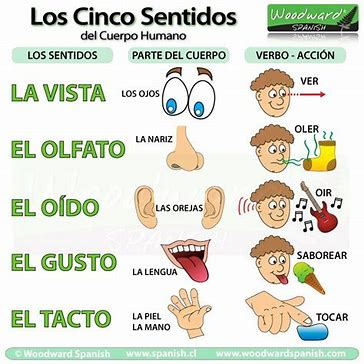 Los Cinco Sentidos
del Cuerpo Humano
Woodward®
SPANISH
LOS SENTIDOS
PARTE DEL CUERPO
VERBO - ACCIÓN
LA VISTA
LOS OJOS
VER
EL OLFATO
LA NARIZ
OLER
EL OÍDO
LAS OREJAS
OIR
EL GUSTO
LA LENGUA
SABOREAR
EL TACTO
LA PIEL
LA MANO
TOCAR
© Woodward Spanish
www.spanish.cl
www.woodwardspanish.com